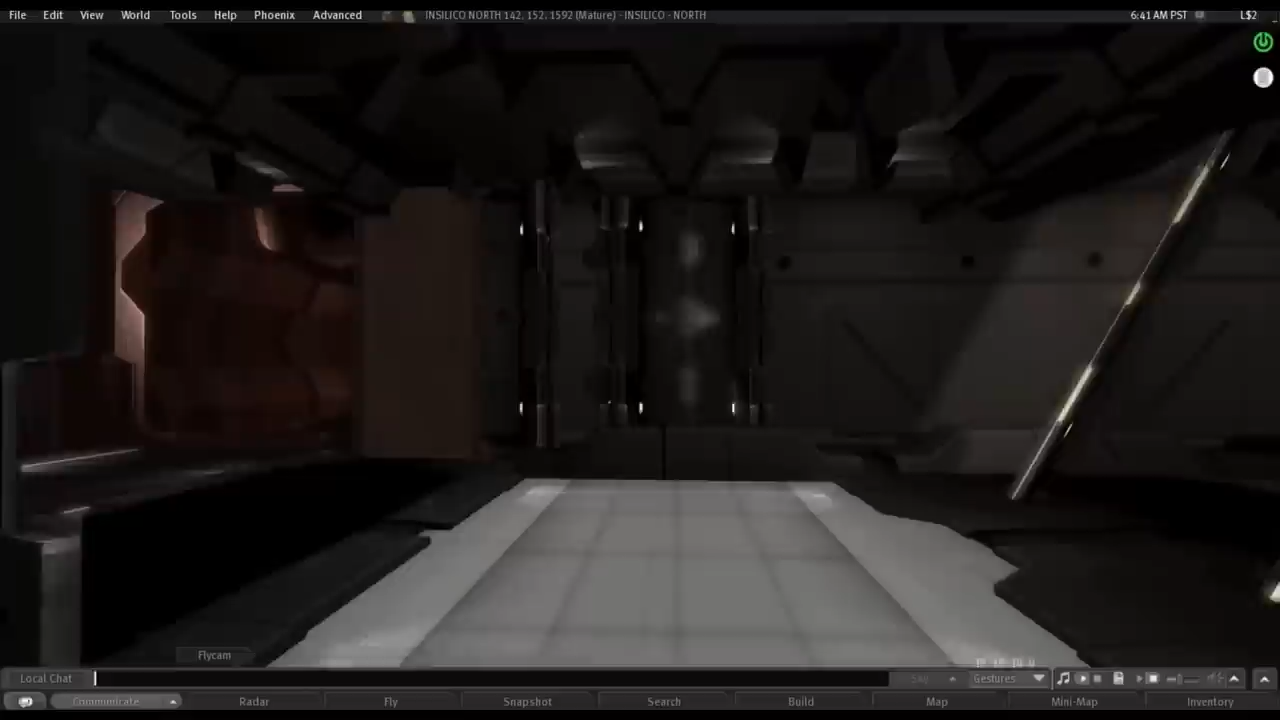 File Edit View World Tools Help Phoenix Advanced INSILICO NORTH 142, 152, 1592 (Mature) - INSILICO - NORTH 6:41 AM PST L$2
Flycam
Local Chat Say Gestures
Communicate Radar Fly Snapshot Search Build Map Mini-Map Inventory